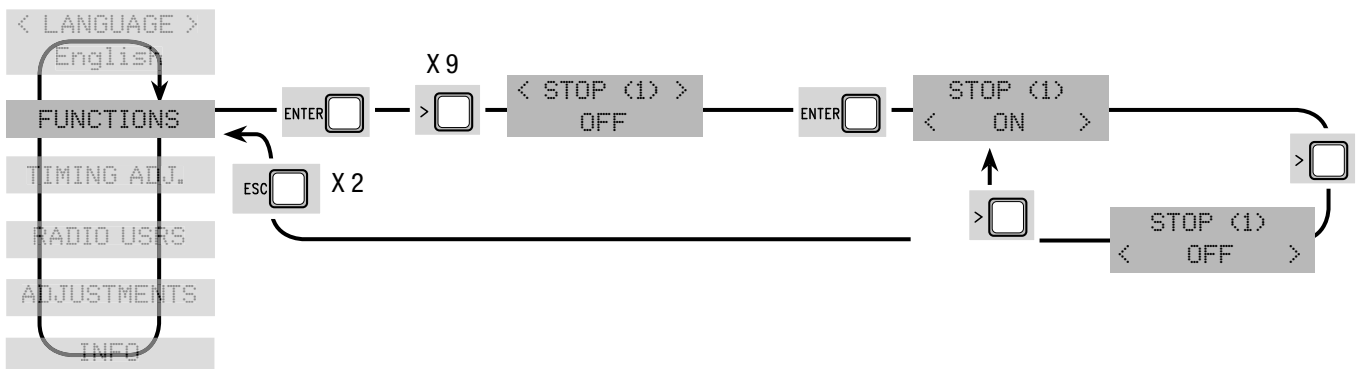 < LANGUAGE >
English
FUNCTIONS
TIMING ADJ.
RADIO USRS
ADJUSTMENTS
INFO
ENTER
>
X 9
< STOP (1) >
OFF
ENTER
STOP (1)
< ON >
>
STOP (1)
< OFF >
>
ESC
X 2